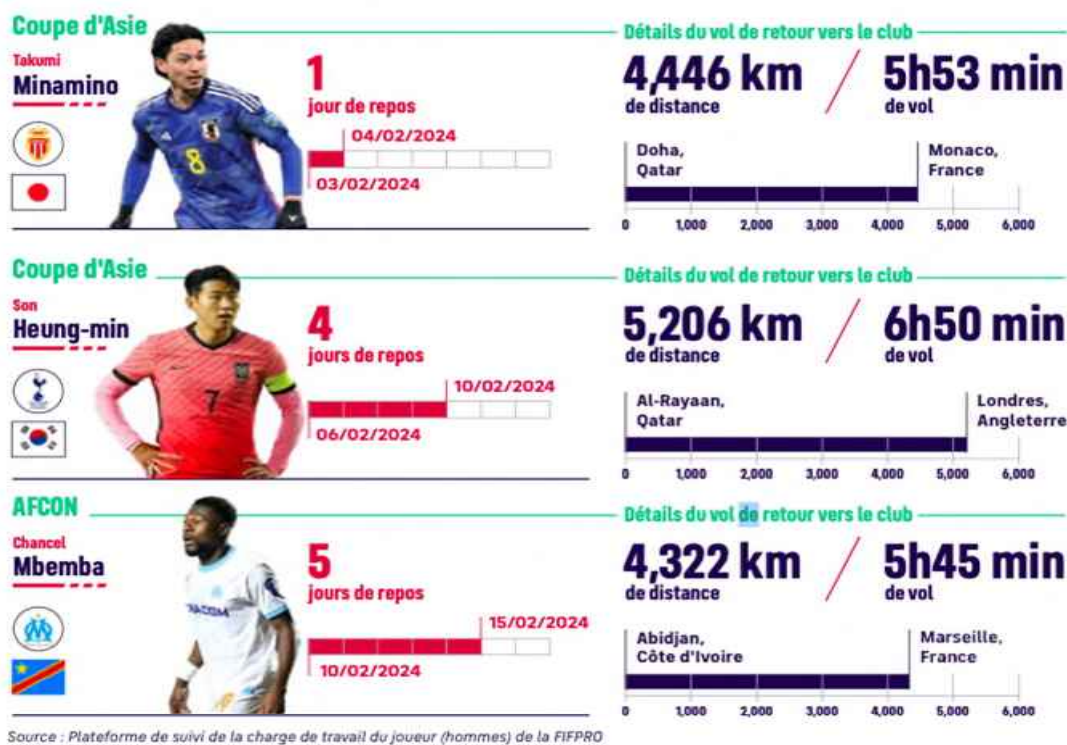 Coupe d'Asie
Takumi
Minamino
8
1
jour de repos
04/02/2024
03/02/2024
Détails du vol de retour vers le club
4,446 km
de distance
5h53 min
de vol
Doha,
Qatar
Monaco,
France
0 1,000 2,000 3,000 4,000 5,000 6,000
Coupe d'Asie
Son
Heung-min
7
4
jours de repos
10/02/2024
06/02/2024
Détails du vol de retour vers le club
5,206 km
de distance
6h50 min
de vol
Al-Rayaan,
Qatar
Londres,
Angleterre
0 1,000 2,000 3,000 4,000 5,000 6,000
AFCON
Chancel
Mbemba
5
jours de repos
15/02/2024
10/02/2024
Détails du vol de retour vers le club
4,322 km
de distance
5h45 min
de vol
Abidjan,
Côte d'Ivoire
Marseille,
France
0 1,000 2,000 3,000 4,000 5,000 6,000
Source : Plateforme de suivi de la charge de travail du joueur (hommes) de la FIFPRO